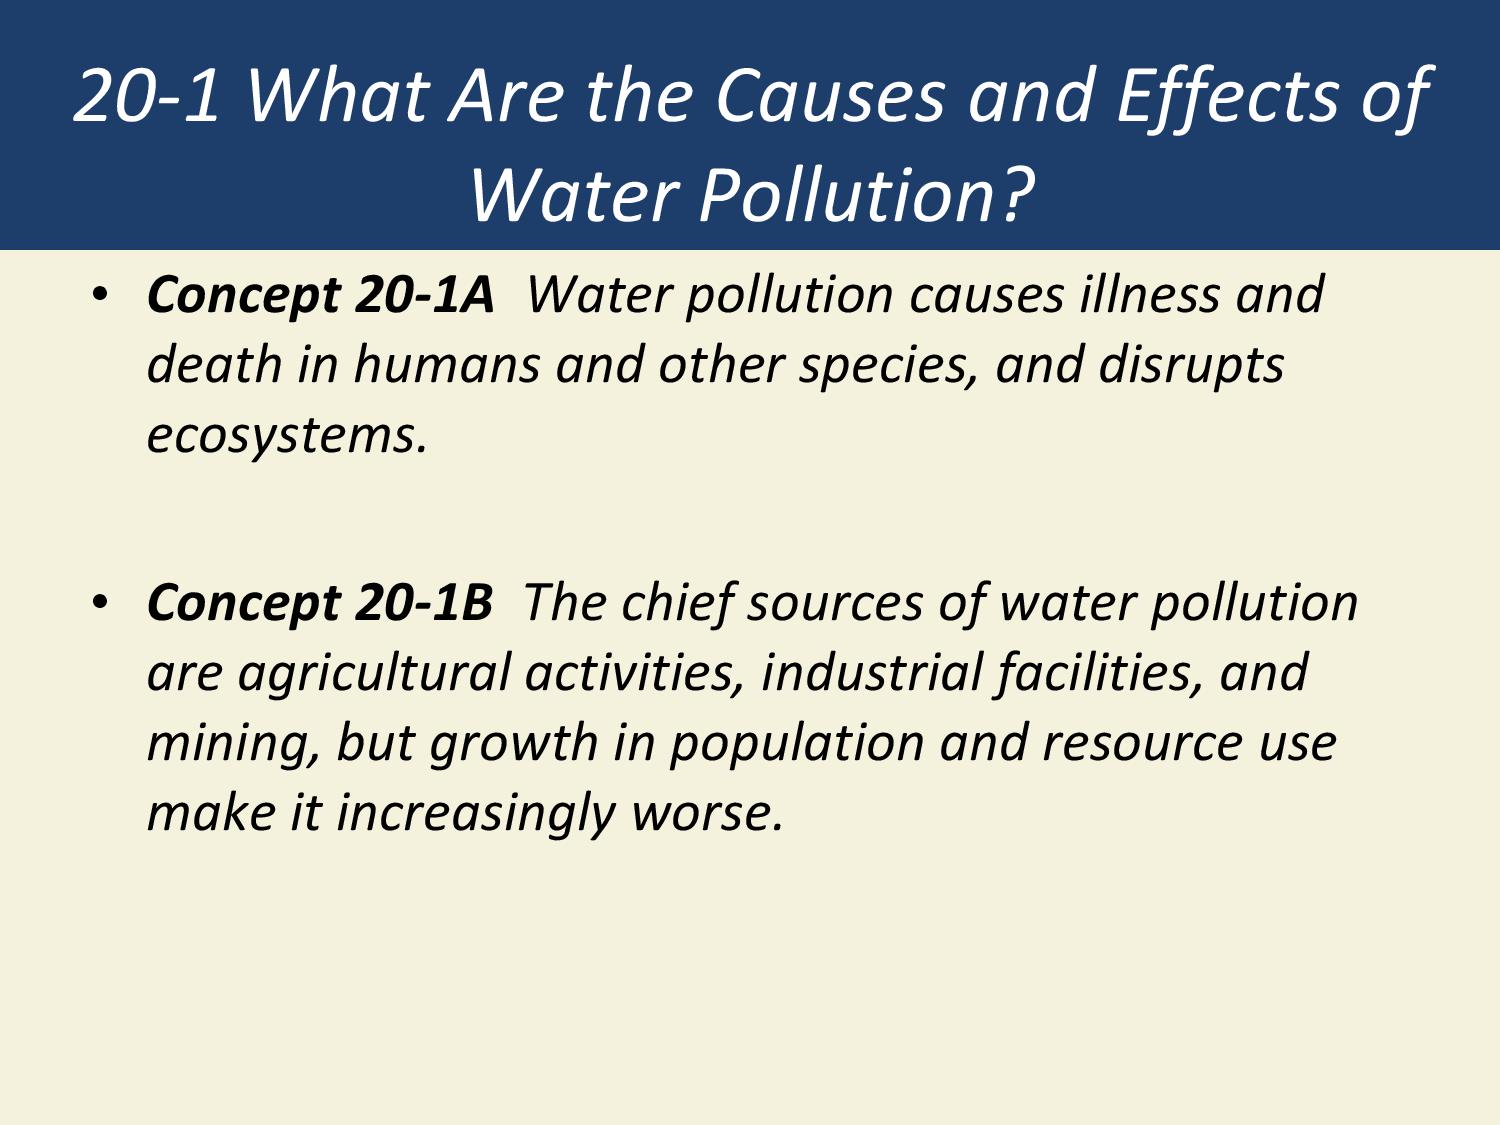 20-1 What Are the Causes and Effects of
Water Pollution?
• Concept 20-1A  Water pollution causes illness and
death in humans and other species, and disrupts
ecosystems.
• Concept 20-1B  The chief sources of water pollution
are agricultural activities, industrial facilities, and
mining, but growth in population and resource use
make it increasingly worse.